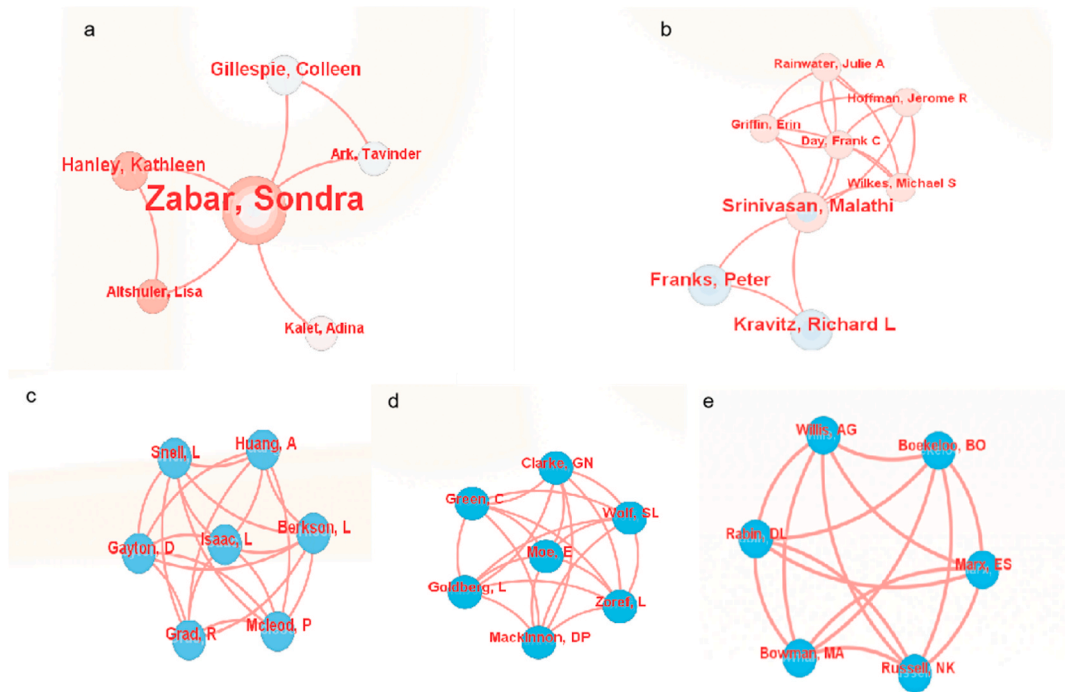 a
Gillespie, Colleen
Ark, Tavinder
Hanley, Kathleen
Zabar, Sondra
Altshuler, Lisa
Kalet, Adina
b
Rainwater, Julie A
Hoffman, Jerome R
Griffin, Erin
Day, Frank C
Wilkes, Michael S
Srinivasan, Malathi
Franks, Peter
Kravitz, Richard L
c
Snell, L
Huang, A
Berkson, L
Isaac, L
Gayton, D
Grad, R
Mcleod, P
d
Clarke, GN
Green, C
Wolf, SL
Moe, E
Goldberg, L
Zoref, L
Mackinnon, DP
e
Willis, AG
Boekeloo, BO
Rabin, DL
Marx, ES
Bowman, MA
Russell, NK